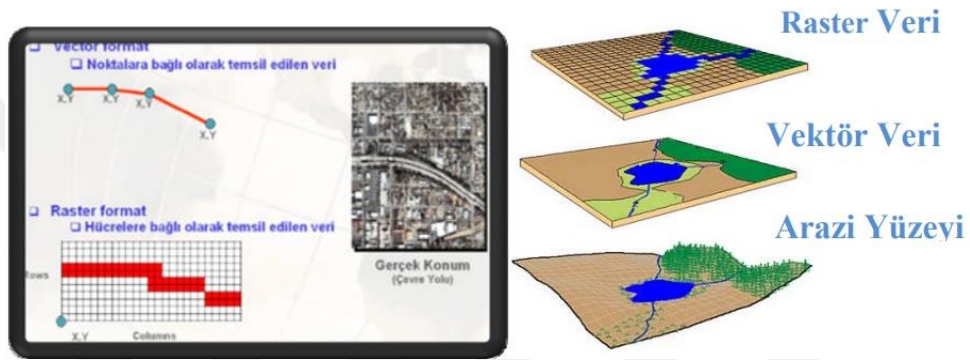 Vector format
Noktalara bağlı olarak temsil edilen veri
X,Y X,Y X,Y X,Y
Raster format
Hücrelere bağlı olarak temsil edilen veri
Rows
X,Y Columns
Gerçek Konum
(Çevre Yolu)
Raster Veri
Vektör Veri
Arazi Yüzeyi